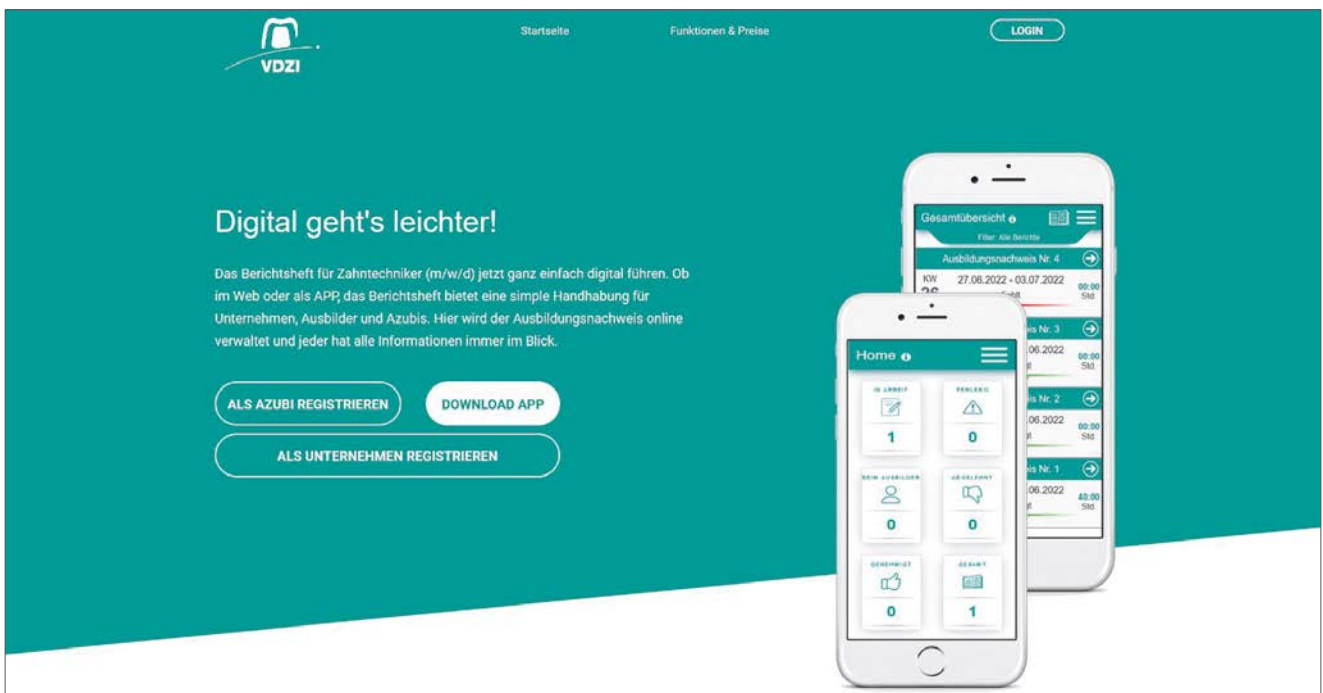 VDZI
Startseite
Funktionen & Preise
LOGIN
Digital geht's leichter!
Das Berichtsheft für Zahntechniker (m/w/d) jetzt ganz einfach digital führen. Ob
im Web oder als APP, das Berichtsheft bietet eine simple Handhabung für
Unternehmen, Ausbilder und Azubis. Hier wird der Ausbildungsnachweis online
verwaltet und jeder hat alle Informationen immer im Blick.
ALS AZUBI REGISTRIEREN
DOWNLOAD APP
ALS UNTERNEHMEN REGISTRIEREN
Gesamtübersicht
Filter: Alle Berichte
Ausbildungsnachweis Nr. 4
KW
27.06.2022 - 03.07.2022
00:00
Std
is Nr. 3
.06.2022
00:00
Std
is Nr. 2
.06.2022
00:00
Std
is Nr. 1
.06.2022
40:00
Std
Home
IN ARBEIT
1
FEHLEND
0
BEIM AUSBILDER
0
ABGELEHNT
0
GENEHMIGT
0
GESAMT
1